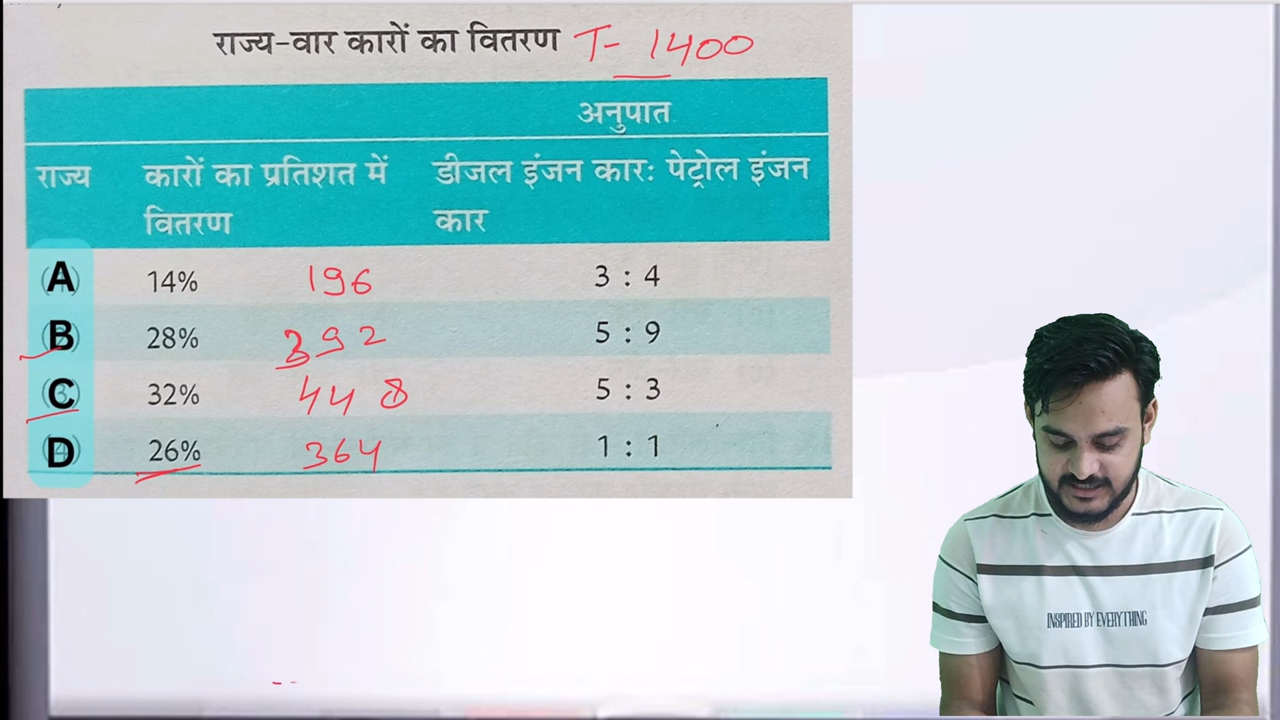 राज्य-वार कारों का वितरण T- 1400
अनुपात
राज्य कारों का प्रतिशत में वितरण डीजल इंजन कारः पेट्रोल इंजन कार
A 14% 196 3 : 4
B 28% 392 5 : 9
C 32% 448 5 : 3
D 26% 364 1 : 1
INSPIRED BY EVERYTHING